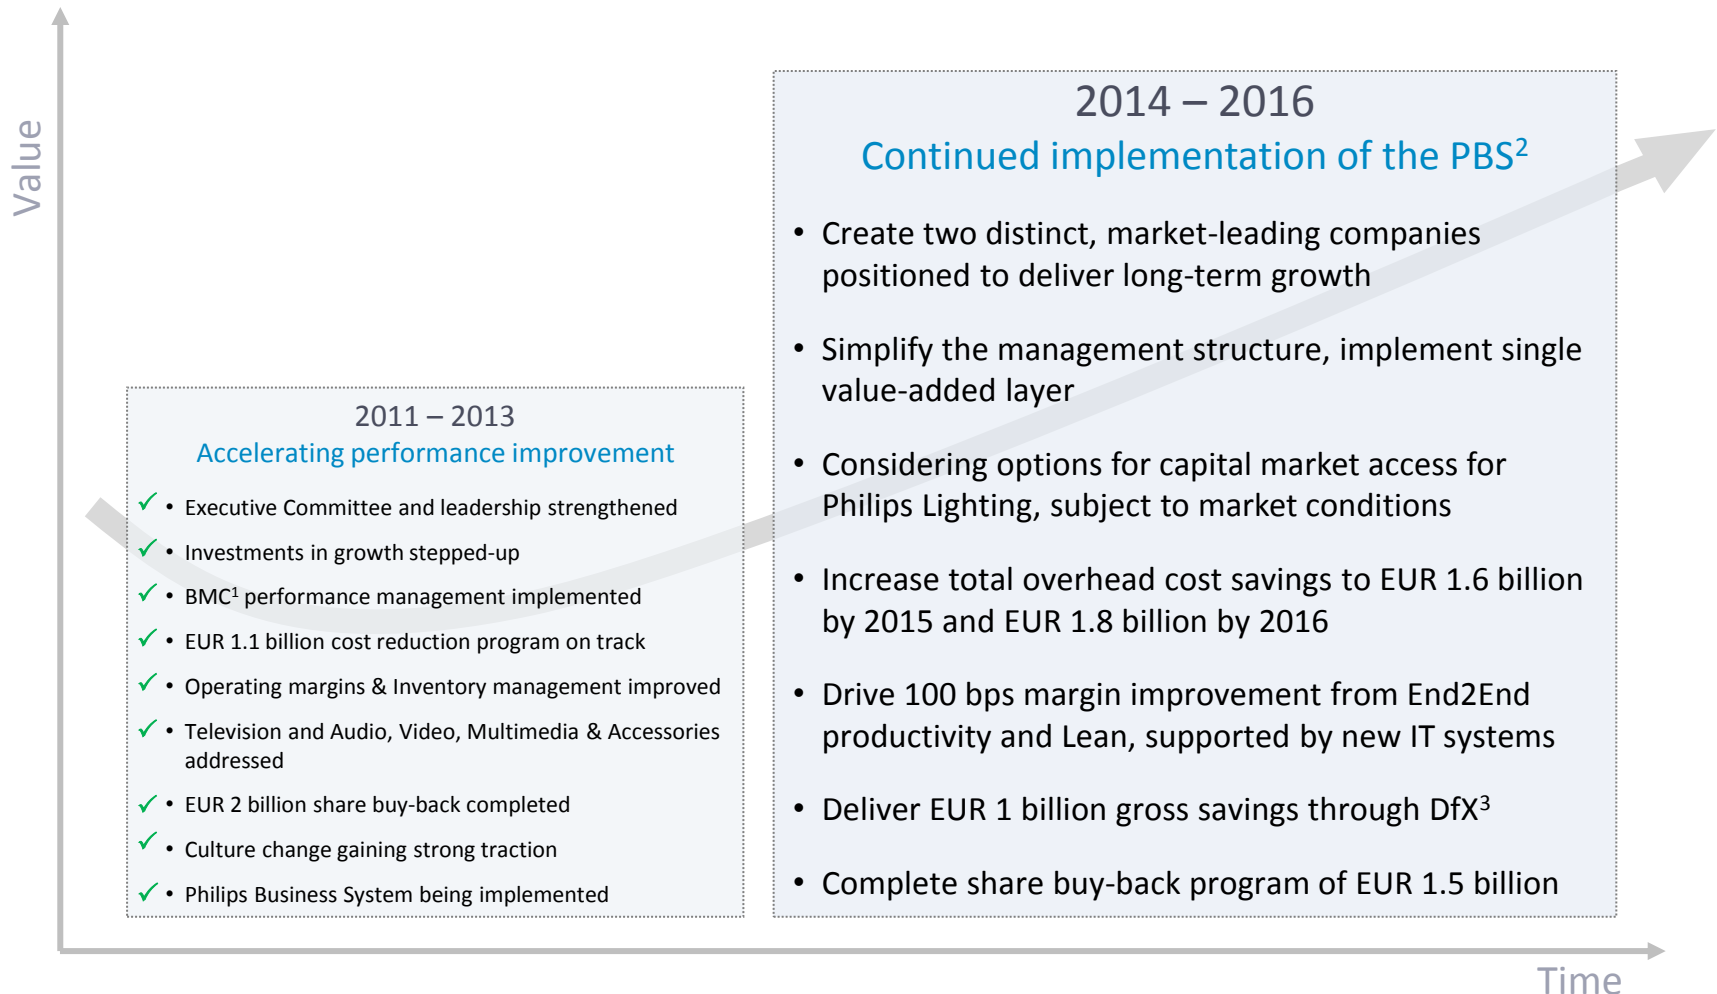 Value
2011 – 2013
Accelerating performance improvement
✓ • Executive Committee and leadership strengthened
✓ • Investments in growth stepped-up
✓ • BMC¹ performance management implemented
✓ • EUR 1.1 billion cost reduction program on track
✓ • Operating margins & Inventory management improved
✓ • Television and Audio, Video, Multimedia & Accessories
addressed
✓ • EUR 2 billion share buy-back completed
✓ • Culture change gaining strong traction
✓ • Philips Business System being implemented
2014 – 2016
Continued implementation of the PBS²
• Create two distinct, market-leading companies
positioned to deliver long-term growth
• Simplify the management structure, implement single
value-added layer
• Considering options for capital market access for
Philips Lighting, subject to market conditions
• Increase total overhead cost savings to EUR 1.6 billion
by 2015 and EUR 1.8 billion by 2016
• Drive 100 bps margin improvement from End2End
productivity and Lean, supported by new IT systems
• Deliver EUR 1 billion gross savings through DfX³
• Complete share buy-back program of EUR 1.5 billion
Time